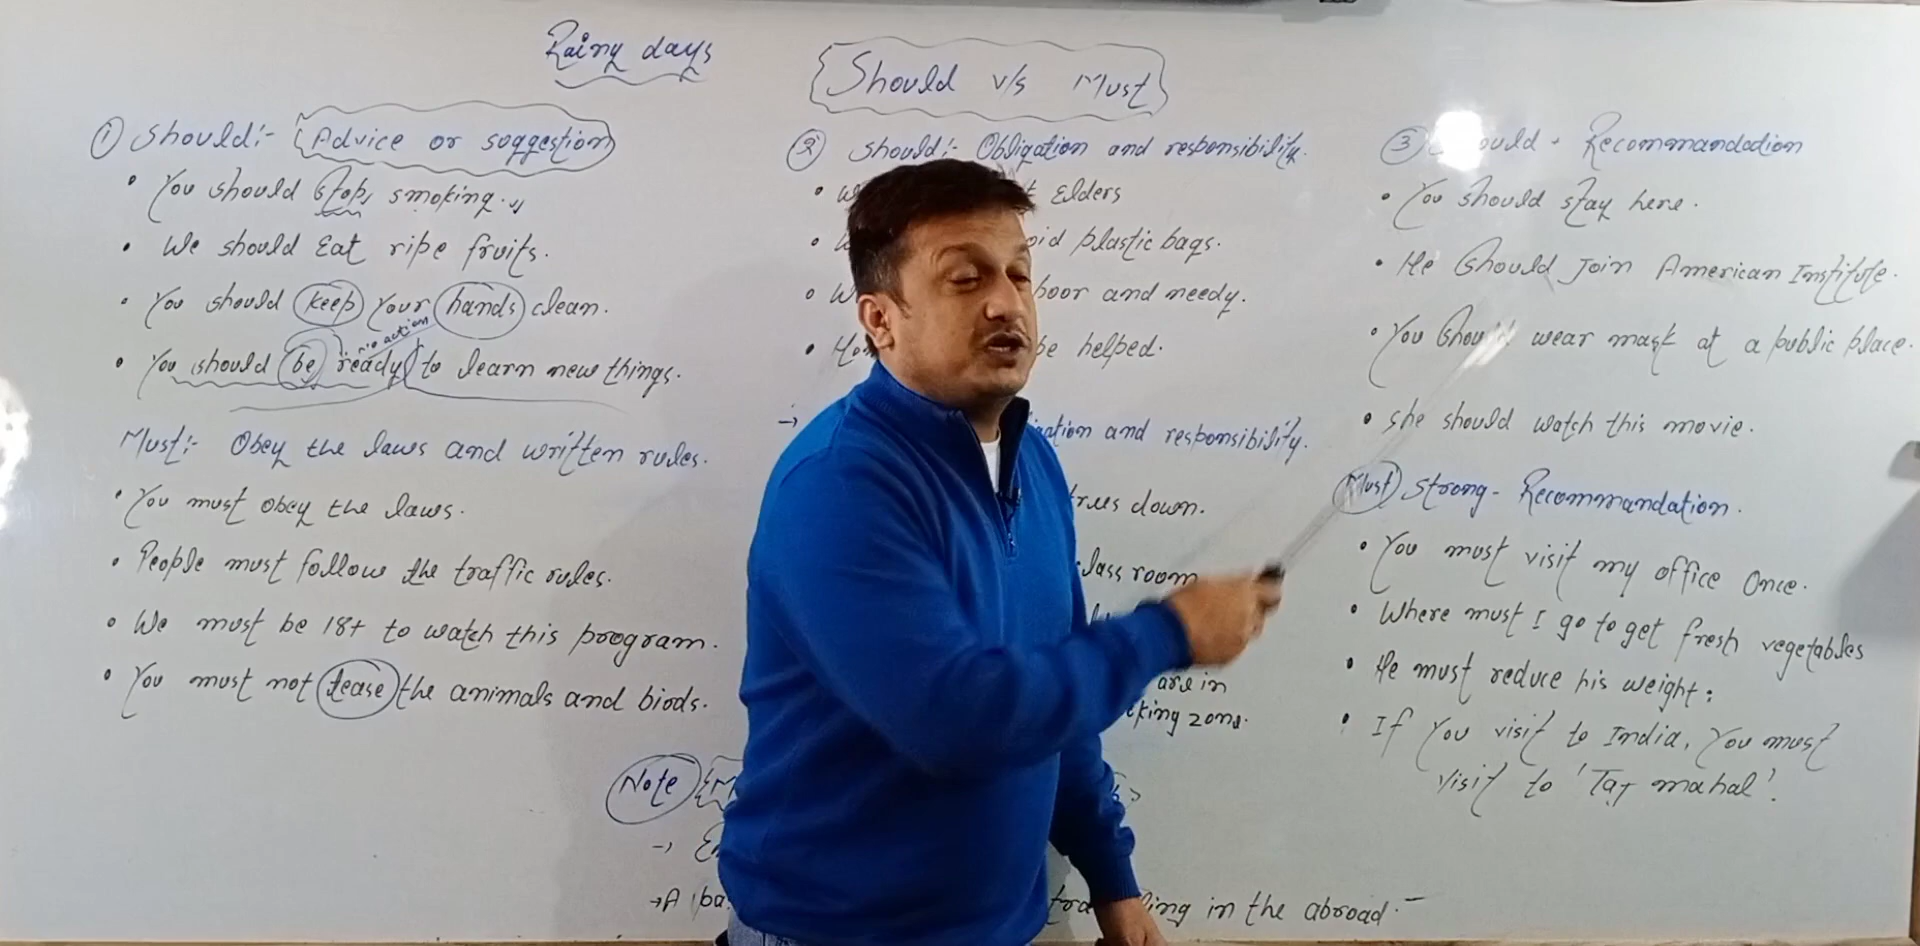 Rainy days
Should v/s Must
① Should:- Advice or suggestion
• You should stop smoking.
• We should Eat ripe fruits.
• You should keep your hands clean.
no action
• You should be ready to learn new things.
Must:- Obey the laws and written rules.
• You must obey the laws.
• People must follow the traffic rules.
• We must be 18+ to watch this program.
• You must not tease the animals and birds.
② Should:- Obligation and responsibility.
Elders
plastic bags.
poor and needy.
be helped.
and responsibility.
trees down.
room
are in
zone.
Note
→ A
in the abroad.
③ Recommandation
• You should stay here.
• He should Join American Institute.
• You should wear mask at a public place.
• She should watch this movie.
Must Strong - Recommandation.
• You must visit my office Once.
• Where must I go to get fresh vegetables
• He must reduce his weight.
• If You visit to India, You must
visit to 'Taj mahal'.